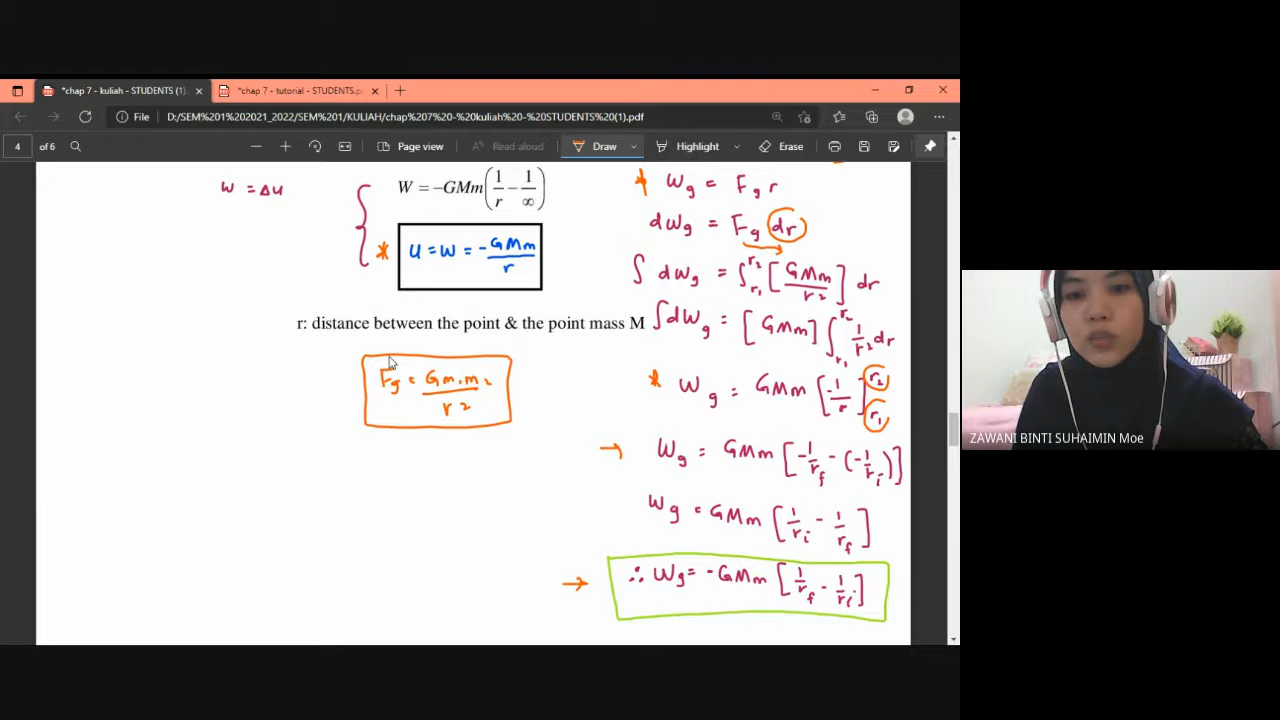 *chap 7 - kuliah - STUDENTS (1).
*chap 7 - tutorial - STUDENTS.p
File
D:/SEM%201%202021_2022/SEM%201/KULIAH/chap%207%20-%20kuliah%20-%20STUDENTS%20(1).pdf
4 of 6
Page view
Read aloud
Draw
Highlight
Erase
W = ΔU
W = -GMm(1/r - 1/∞)
* U = W = -GMm/r
r: distance between the point & the point mass M
Fg = Gm1m2/r2
* Wg = Fg r
dWg = Fg dr
∫ dWg = ∫r1r2 [GMm/r2] dr
∫dWg = [GMm] ∫r1r2 1/r2 dr
* Wg = GMm [-1/r] r2 r1
→ Wg = GMm [-1/rf - (-1/ri)]
Wg = GMm [1/ri - 1/rf]
→ ∴ Wg = -GMm [1/rf - 1/ri]
ZAWANI BINTI SUHAIMIN Moe